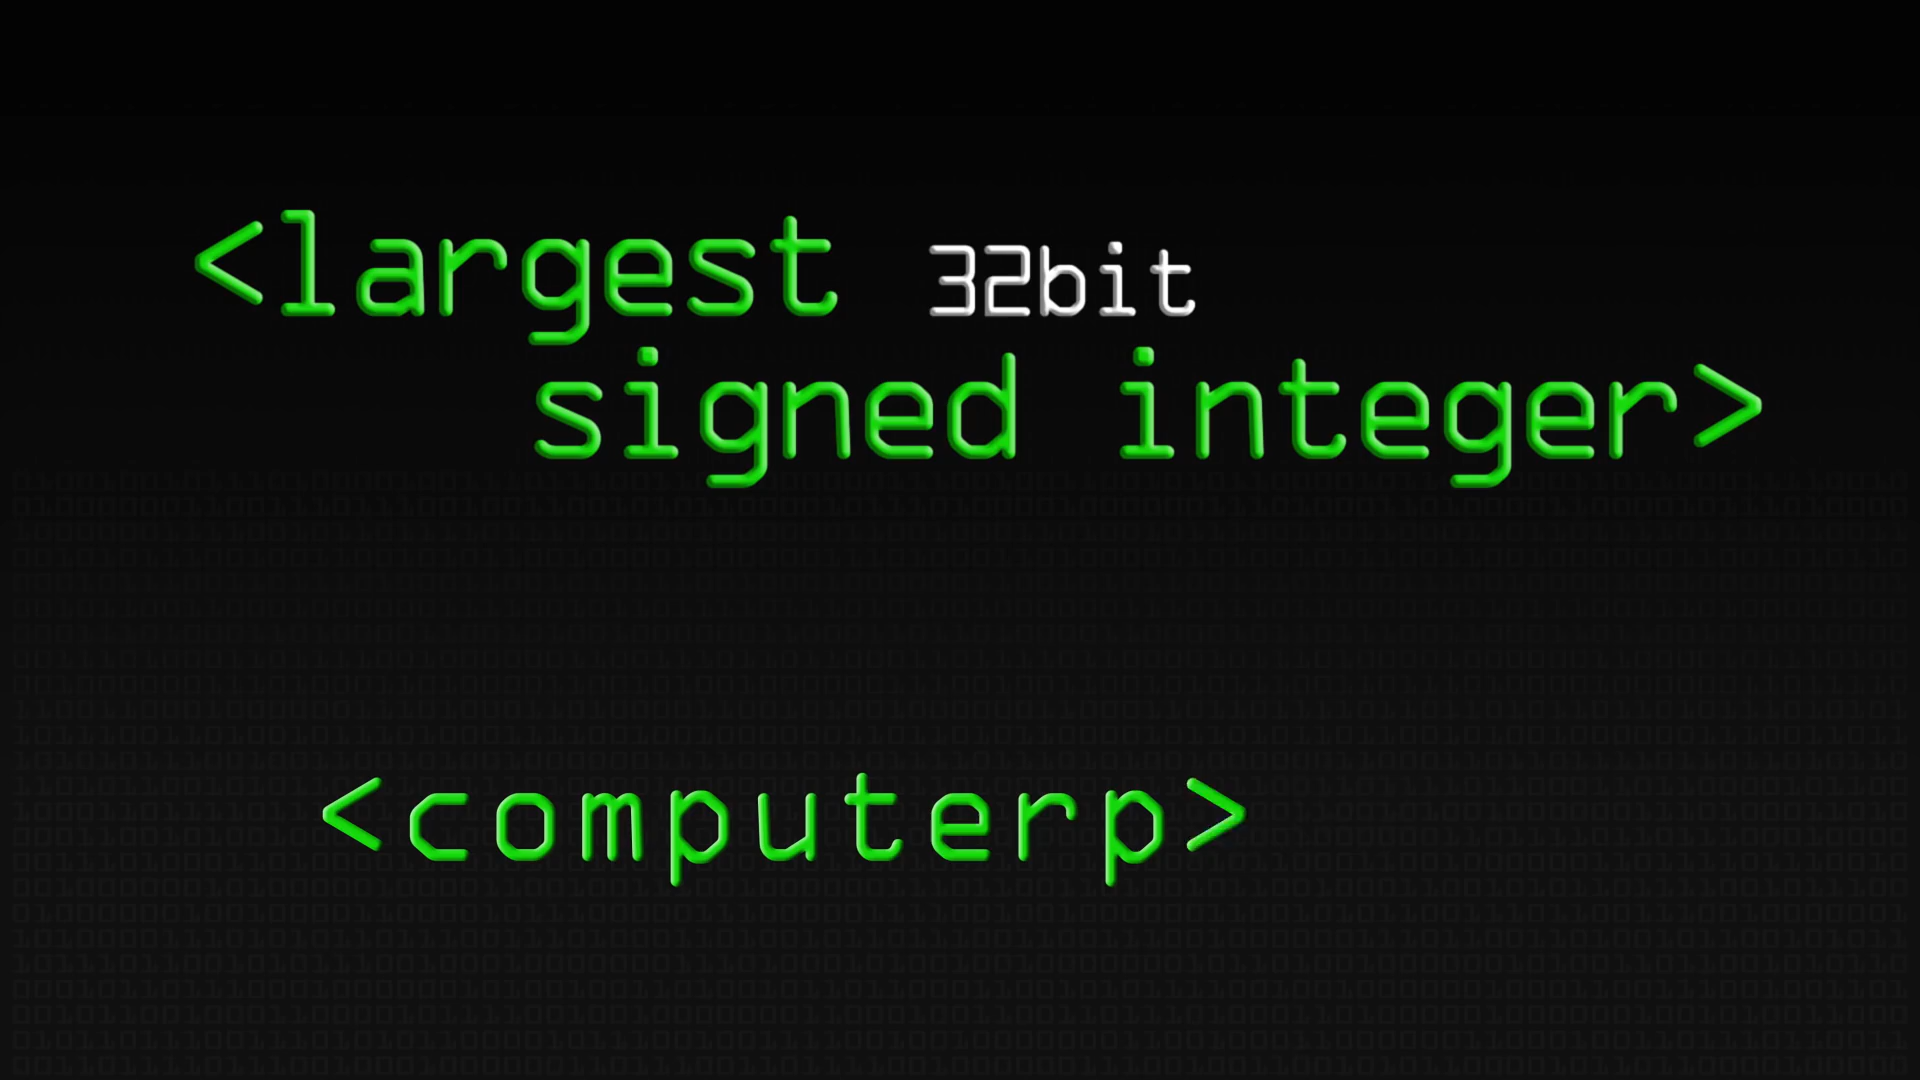 <largest 32bit
signed integer>
<computerp>